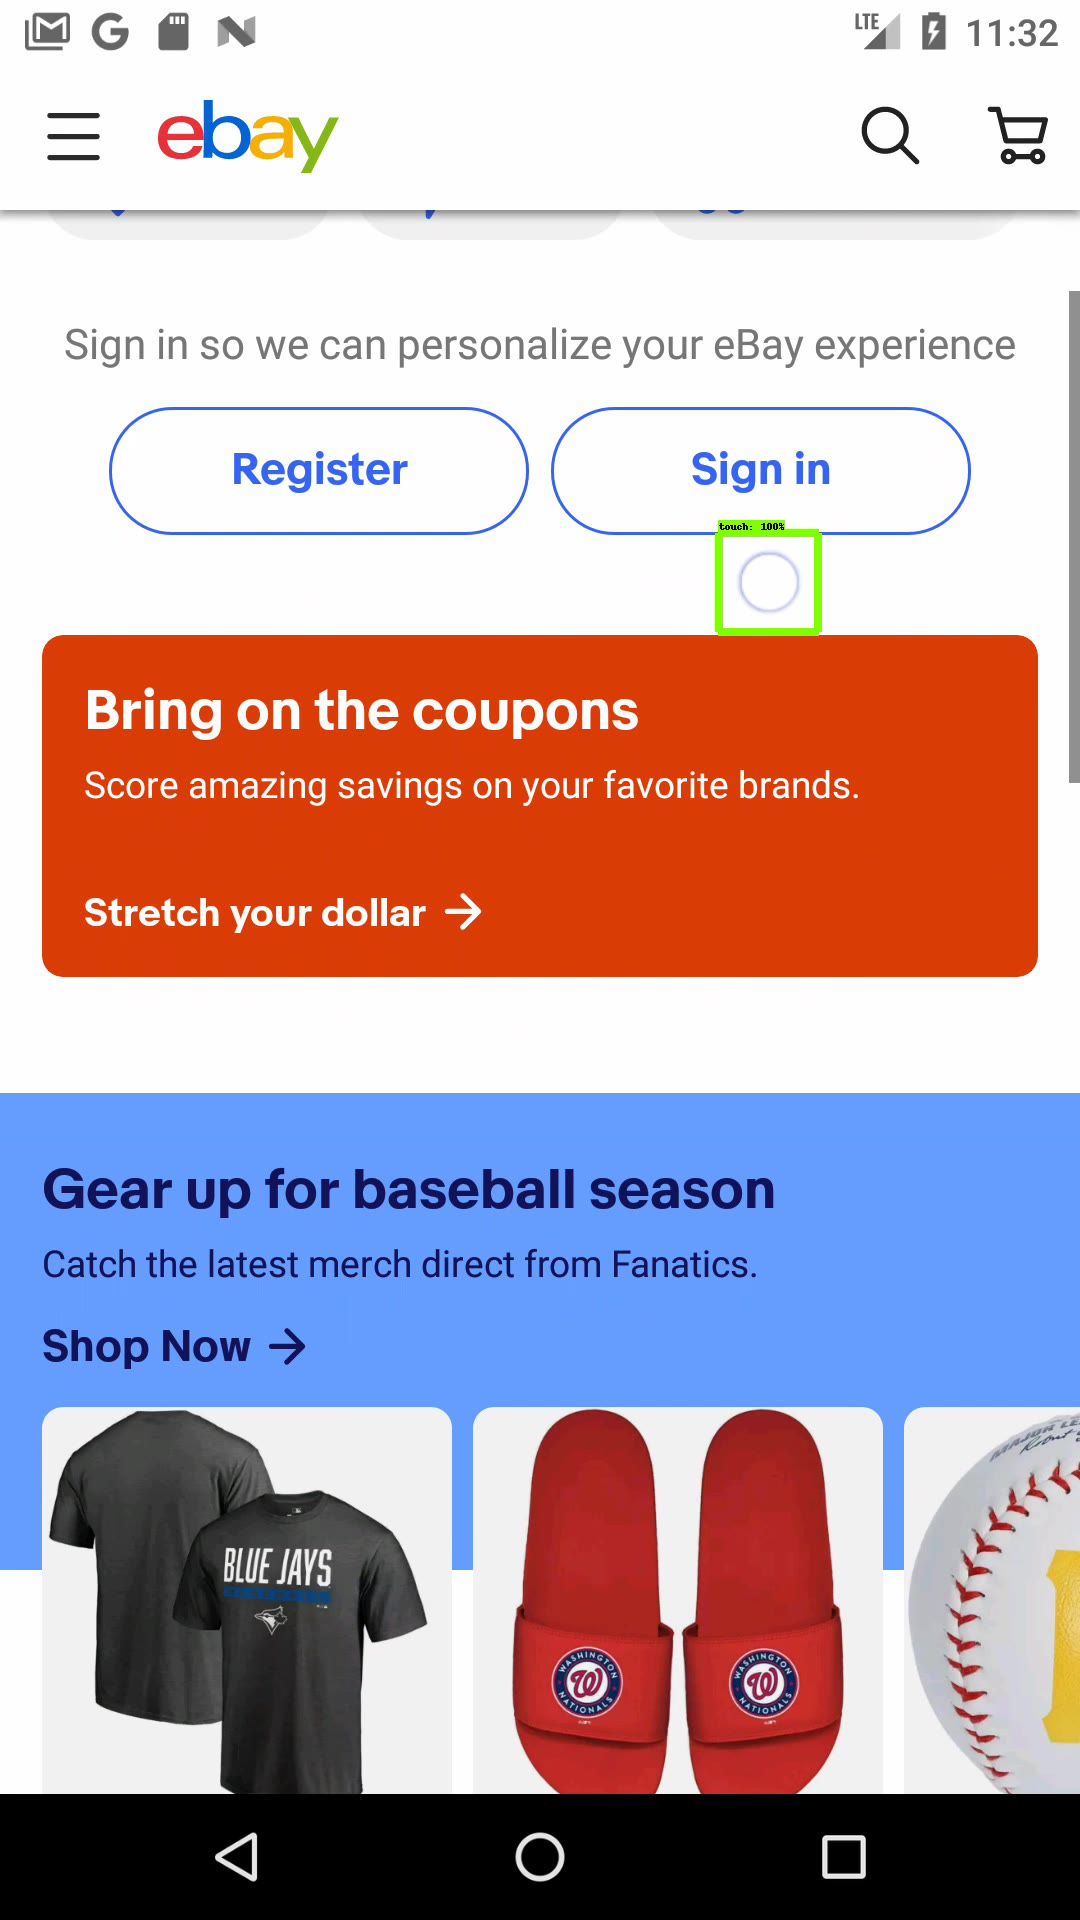 LTE 11:32
ebay
Sign in so we can personalize your eBay experience
Register Sign in
touch: 100%
Bring on the coupons
Score amazing savings on your favorite brands.
Stretch your dollar
Gear up for baseball season
Catch the latest merch direct from Fanatics.
Shop Now
BLUE JAYS
WASHINGTON
NATIONALS
WASHINGTON
NATIONALS